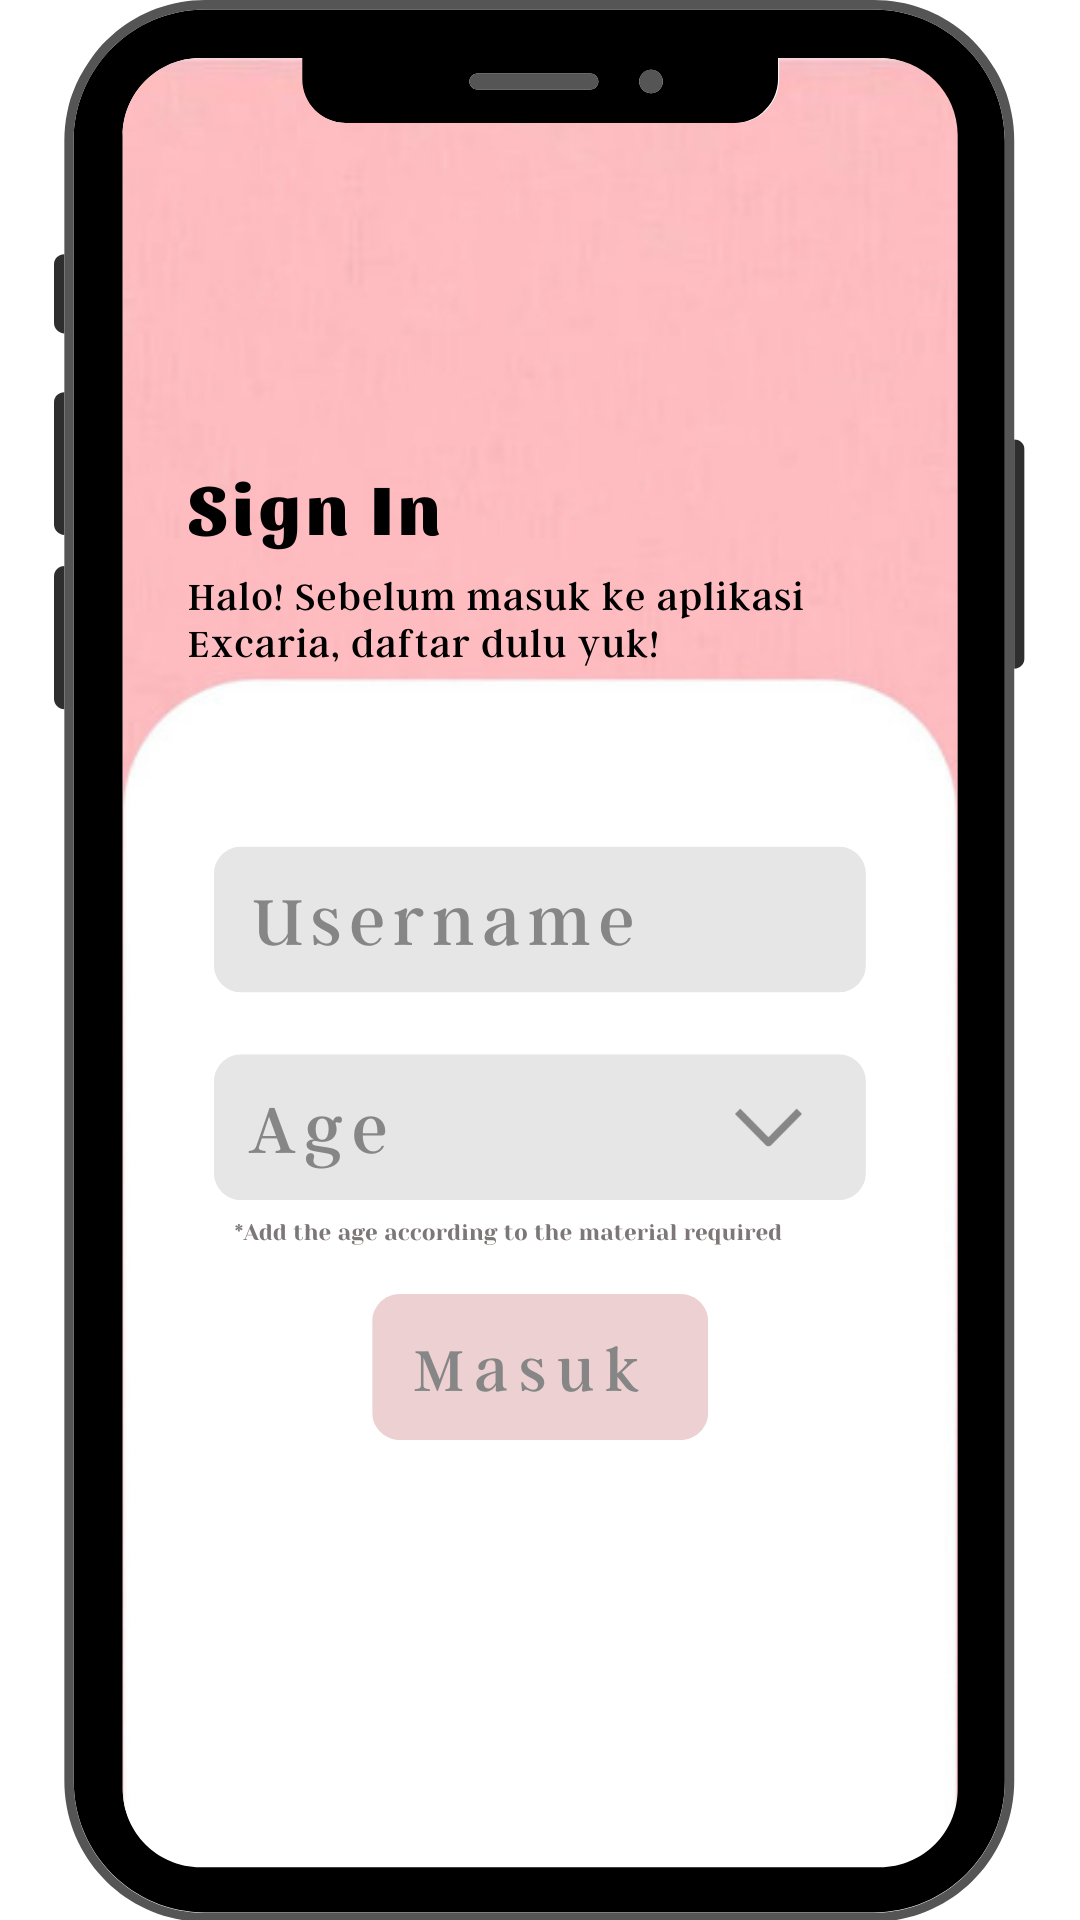 Sign In
Halo! Sebelum masuk ke aplikasi
Excaria, daftar dulu yuk!
Username
Age
*Add the age according to the material required
Masuk